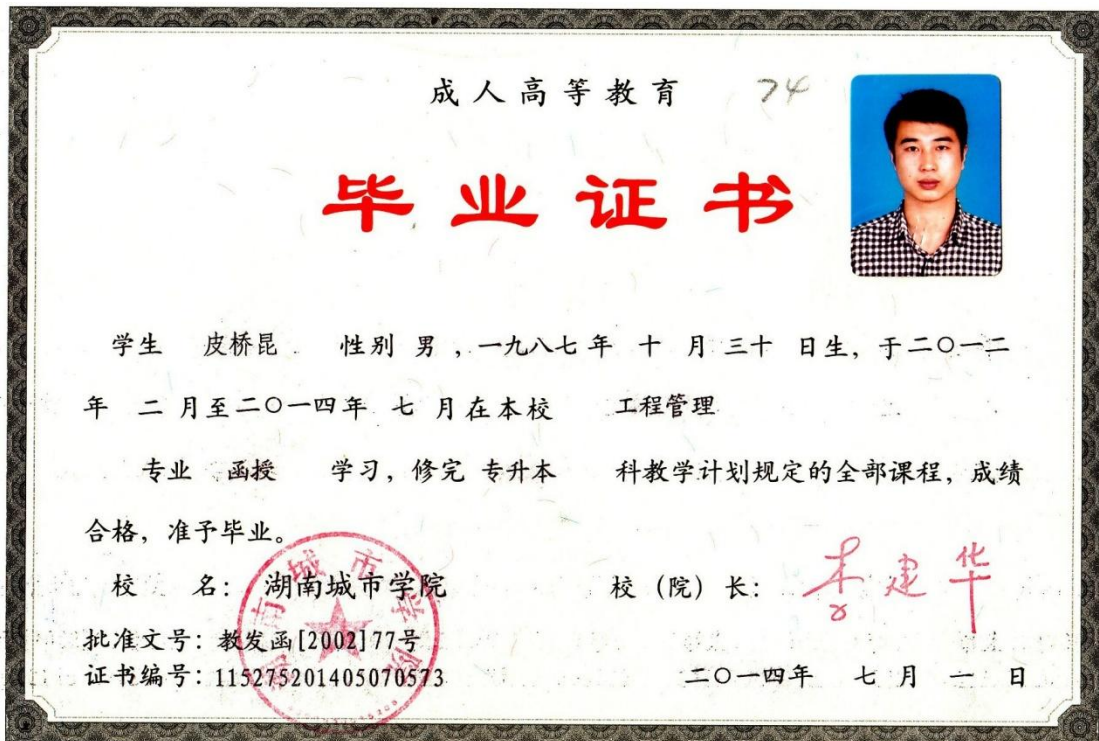 成人高等教育 74
毕业证书
学生 皮桥昆 性别 男 ，一九八七年 十 月 三十 日生，于二〇一二
年 二 月至二〇一四年 七 月在本校 工程管理
专业 函授 学习，修完 专升本 科教学计划规定的全部课程，成绩
合格，准予毕业。
校 名：湖南城市学院 校（院）长：李建华
批准文号：教发函[2002]77号
证书编号：115275201405070573 二〇一四年 七 月 一 日
湖南城市学院